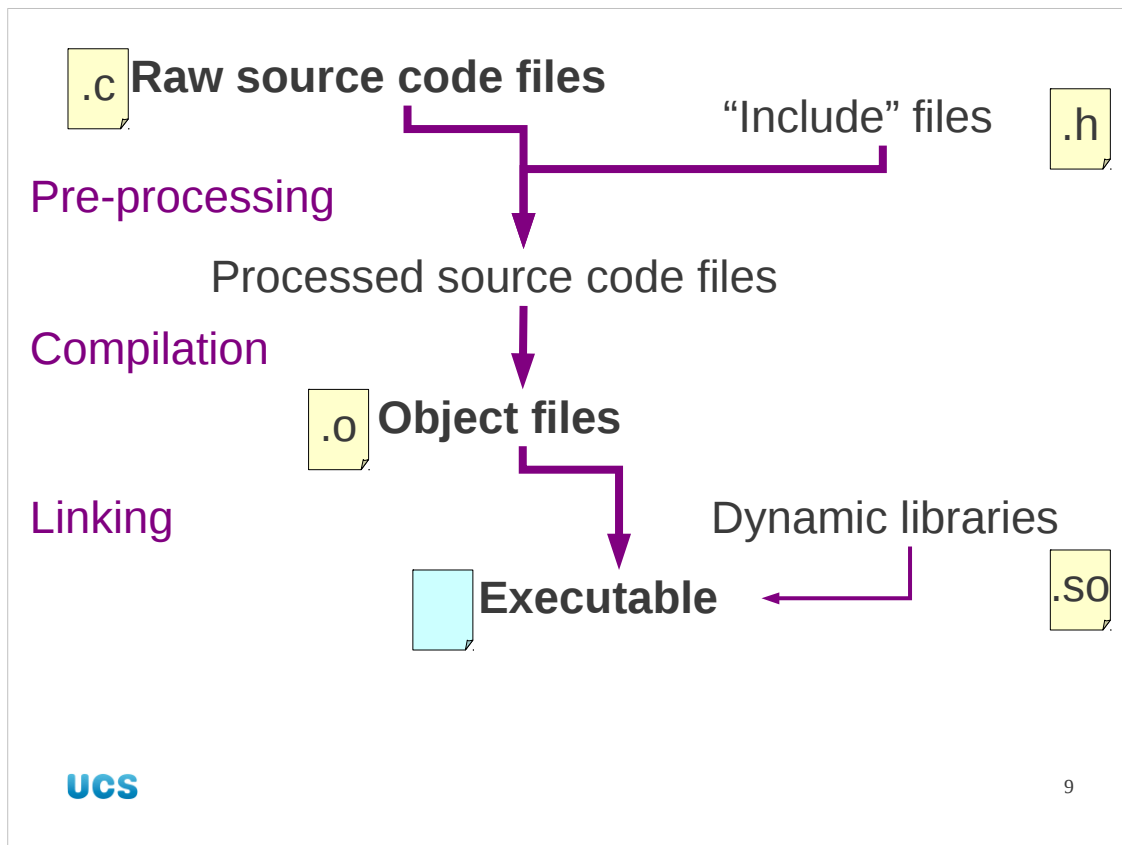 .c Raw source code files
“Include” files .h
Pre-processing
Processed source code files
Compilation
.o Object files
Linking
Dynamic libraries
.so
Executable
UCS
9